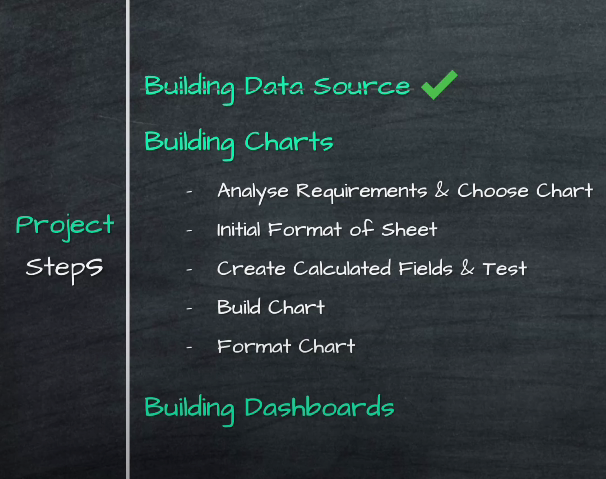 Project
Steps
Building Data Source
Building Charts
- Analyse Requirements & Choose Chart
- Initial Format of Sheet
- Create Calculated Fields & Test
- Build Chart
- Format Chart
Building Dashboards